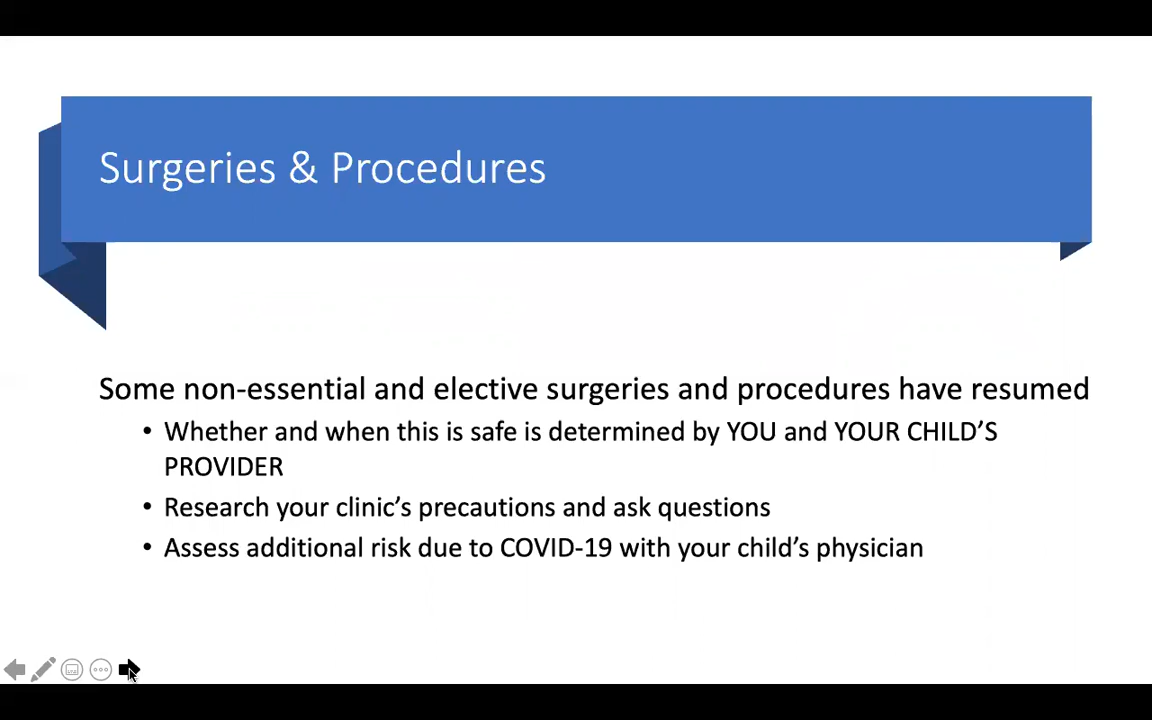 Surgeries & Procedures
Some non-essential and elective surgeries and procedures have resumed
• Whether and when this is safe is determined by YOU and YOUR CHILD’S
PROVIDER
• Research your clinic’s precautions and ask questions
• Assess additional risk due to COVID-19 with your child’s physician